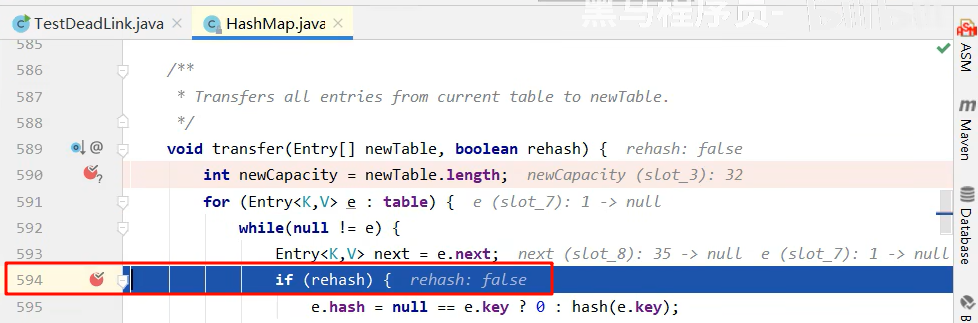 TestDeadLink.java
HashMap.java
黑马程序员-
585
586 /**
587 * Transfers all entries from current table to newTable.
588 */
589 @ void transfer(Entry[] newTable, boolean rehash) { rehash: false
590 ? int newCapacity = newTable.length; newCapacity (slot_3): 32
591 for (Entry<K,V> e : table) { e (slot_7): 1 -> null
592 while(null != e) {
593 Entry<K,V> next = e.next; next (slot_8): 35 -> null e (slot_7): 1 -> null
594 if (rehash) { rehash: false
595 e.hash = null == e.key ? 0 : hash(e.key);
ASM
m Maven
Database